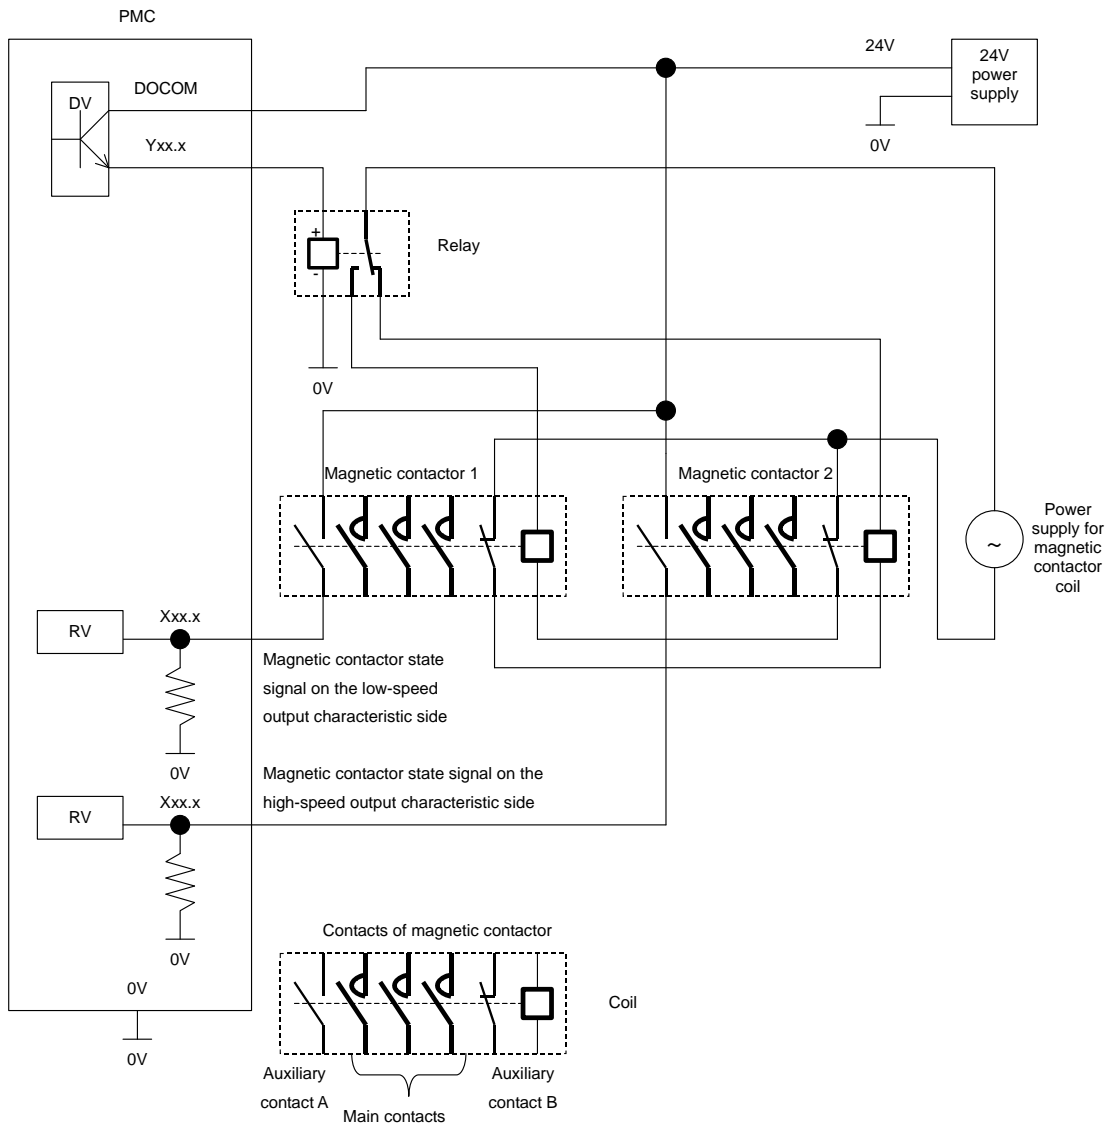 PMC
24V
24V
power
supply
DV
DOCOM
Yxx.x
0V
+
-
Relay
0V
Magnetic contactor 1
Magnetic contactor 2
Power
supply for
magnetic
contactor
coil
~
RV
Xxx.x
Magnetic contactor state
signal on the low-speed
output characteristic side
0V
Magnetic contactor state signal on the
high-speed output characteristic side
RV
Xxx.x
0V
Contacts of magnetic contactor
0V
Coil
0V
Auxiliary
contact A
Main contacts
Auxiliary
contact B